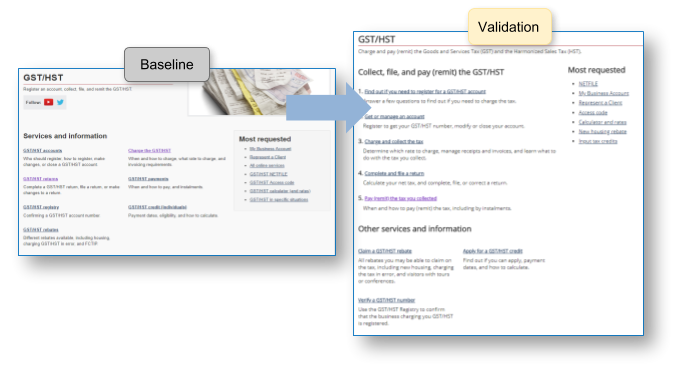 Baseline
GST/HST
Register an account, collect, file, and remit the GST/HST.
Follow:
Services and information
GST/HST accounts
Who should register, how to register, make
changes, or close a GST/HST account
GST/HST returns
Complete a GST/HST return, file a return, or make
changes to a return
GST/HST registry
Confirming a GST/HST account number
GST/HST rebates
Different rebates available, including housing,
charging GST/HST in error, and FCTIP.
Charge the GST/HST
When and how to charge, what rate to charge, and
invoicing requirements
GST/HST payments
When and how to pay, and instalments
GST/HST credit (individuals)
Payment dates, eligibility, and how to calculate.
Most requested
My Business Account
Represent a Client
All online services
GST/HST NETFILE
GST/HST Access code
GST/HST calculator (and rates)
GST/HST in specific situations
Validation
GST/HST
Charge and pay (remit) the Goods and Services Tax (GST) and the Harmonized Sales Tax (HST).
Collect, file, and pay (remit) the GST/HST
1. Find out if you need to register for a GST/HST account
Answer a few questions to find out if you need to charge the tax.
Get or manage an account
Register to get your GST/HST number, modify or close your account.
3. Charge and collect the tax
Determine which rate to charge, manage receipts and invoices, and learn what to
do with the tax you collect.
4. Complete and file a return
Calculate your net tax, and complete, file, or correct a return.
5. Pay (remit) the tax you collected
When and how to pay (remit) the tax, including by instalments.
Most requested
NETFILE
My Business Account
Represent a Client
Access code
Calculator and rates
New housing rebate
Input tax credits
Other services and information
Claim a GST/HST rebate
All rebates you may be able to claim on
the tax, including new housing, charging
the tax in error, and visitors with tours
or conferences.
Apply for a GST/HST credit
Find out if you can apply, payment
dates, and how to calculate.
Verify a GST/HST number
Use the GST/HST Registry to confirm
that the business charging you GST/HST
is registered.